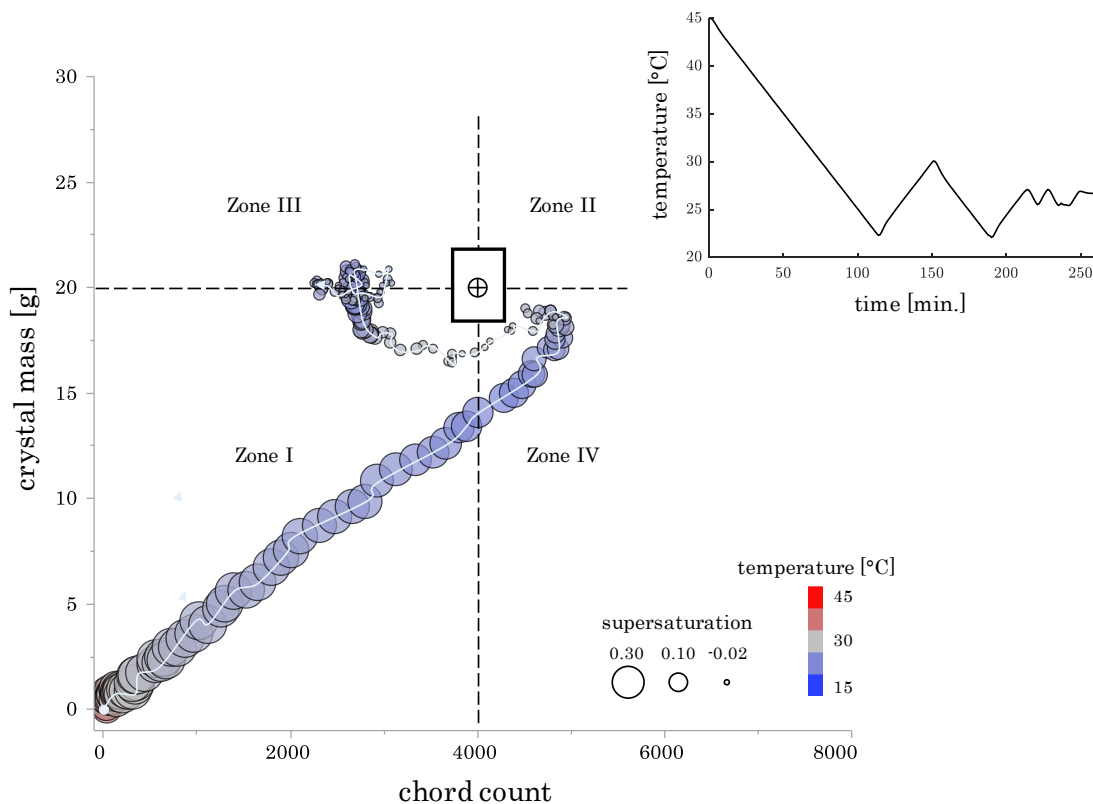 45
40
35
30
25
20
temperature [°C]
0
50
100
150
200
250
time [min.]
30
25
20
15
10
5
0
crystal mass [g]
Zone III
Zone II
Zone I
Zone IV
0
2000
4000
6000
8000
chord count
supersaturation
0.30 0.10 -0.02
temperature [°C]
45
30
15